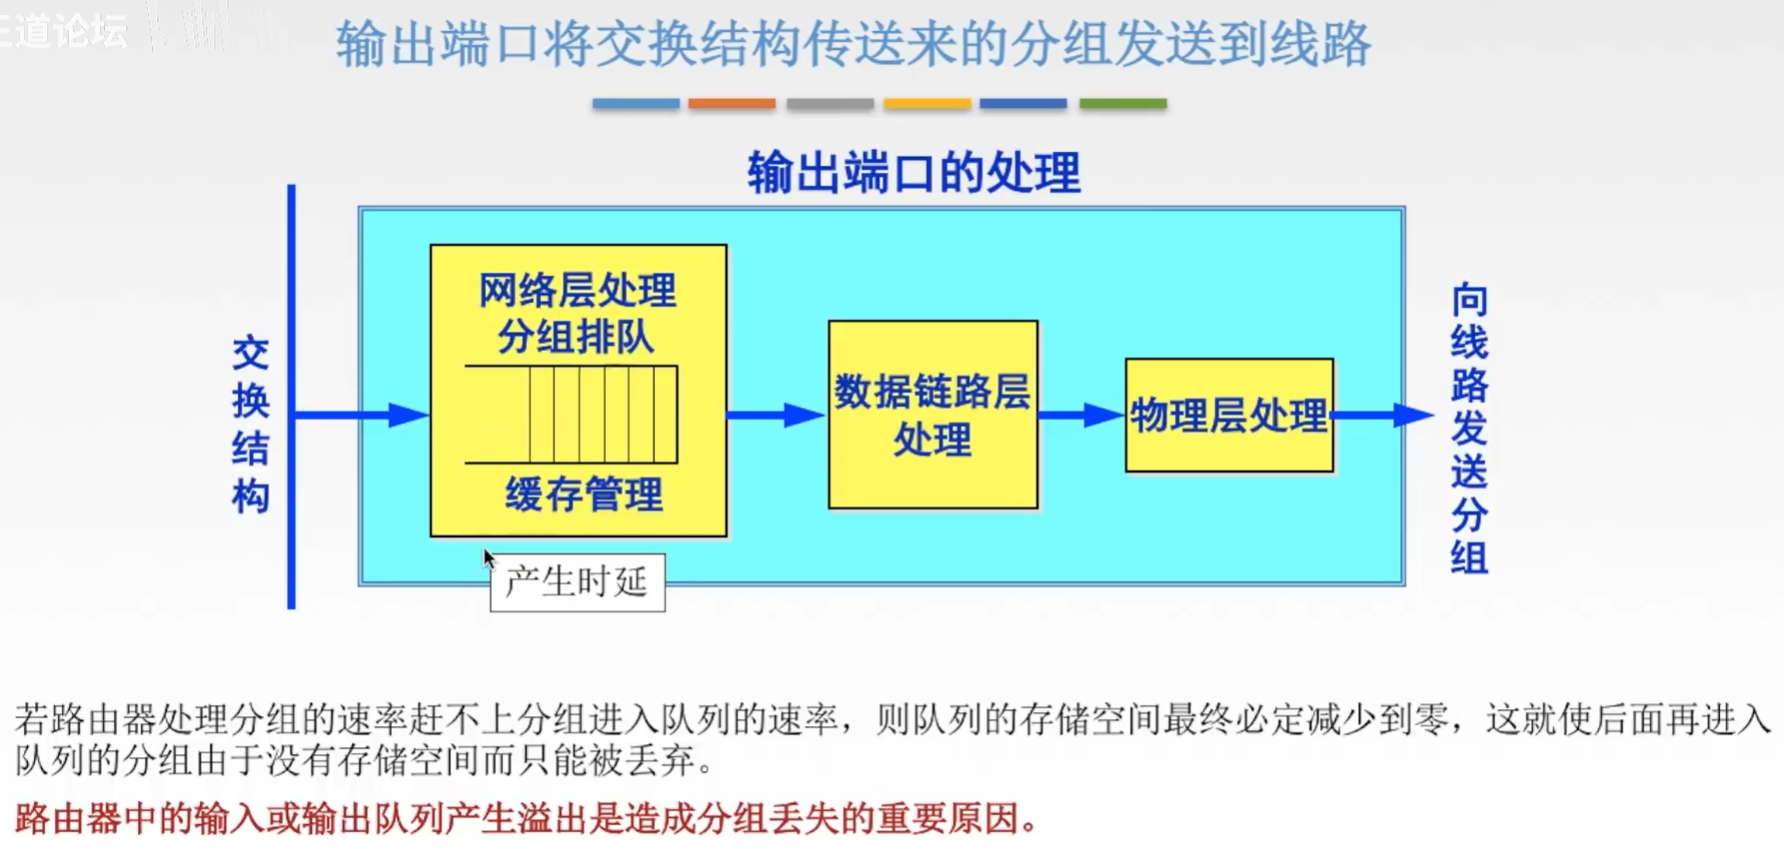 王道论坛
输出端口将交换结构传送来的分组发送到线路
输出端口的处理
交换结构
网络层处理
分组排队
缓存管理
产生时延
数据链路层
处理
物理层处理
向线路发送分组
若路由器处理分组的速率赶不上分组进入队列的速率，则队列的存储空间最终必定减少到零，这就使后面再进入
队列的分组由于没有存储空间而只能被丢弃。
路由器中的输入或输出队列产生溢出是造成分组丢失的重要原因。